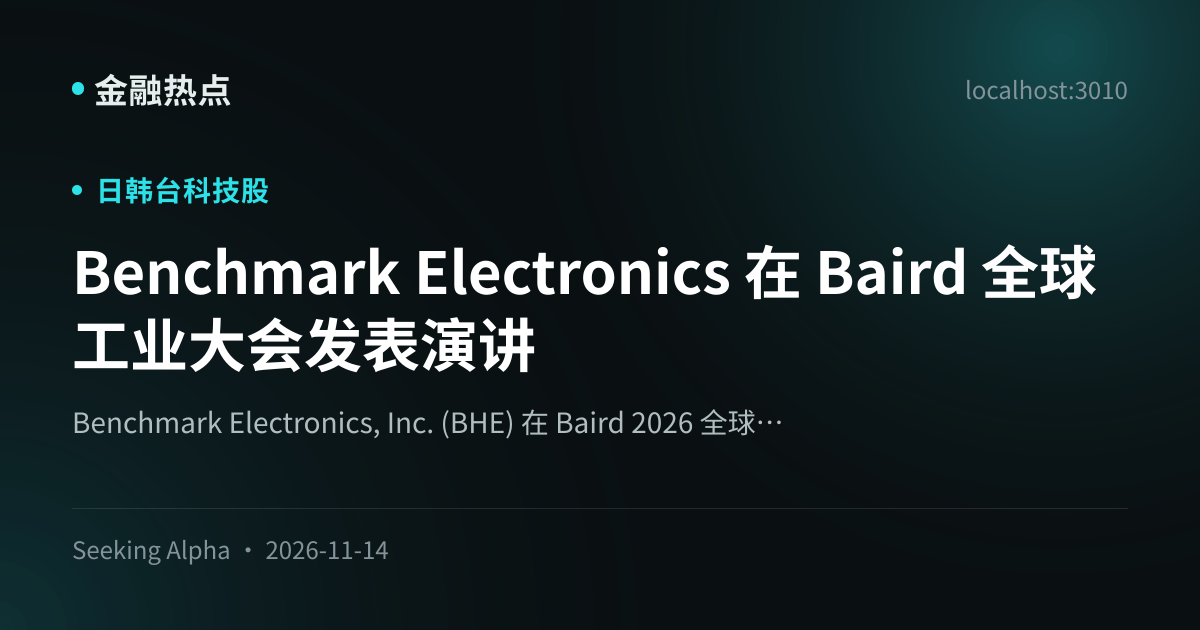 金融热点
localhost:3010
日韩台科技股
Benchmark Electronics 在 Baird 全球
工业大会发表演讲
Benchmark Electronics, Inc. (BHE) 在 Baird 2026 全球…
Seeking Alpha · 2026-11-14